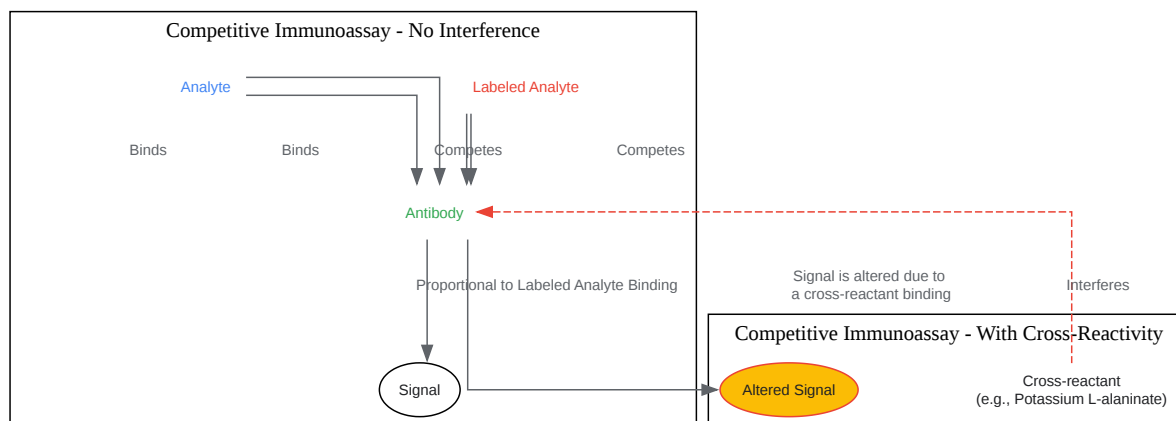 Competitive Immunoassay - No Interference
Analyte
Labeled Analyte
Binds
Binds
Competes
Competes
Antibody
Proportional to Labeled Analyte Binding
Signal is altered due to
a cross-reactant binding
Interferes
Competitive Immunoassay - With Cross-Reactivity
Signal
Altered Signal
Cross-reactant
(e.g., Potassium L-alaninate)